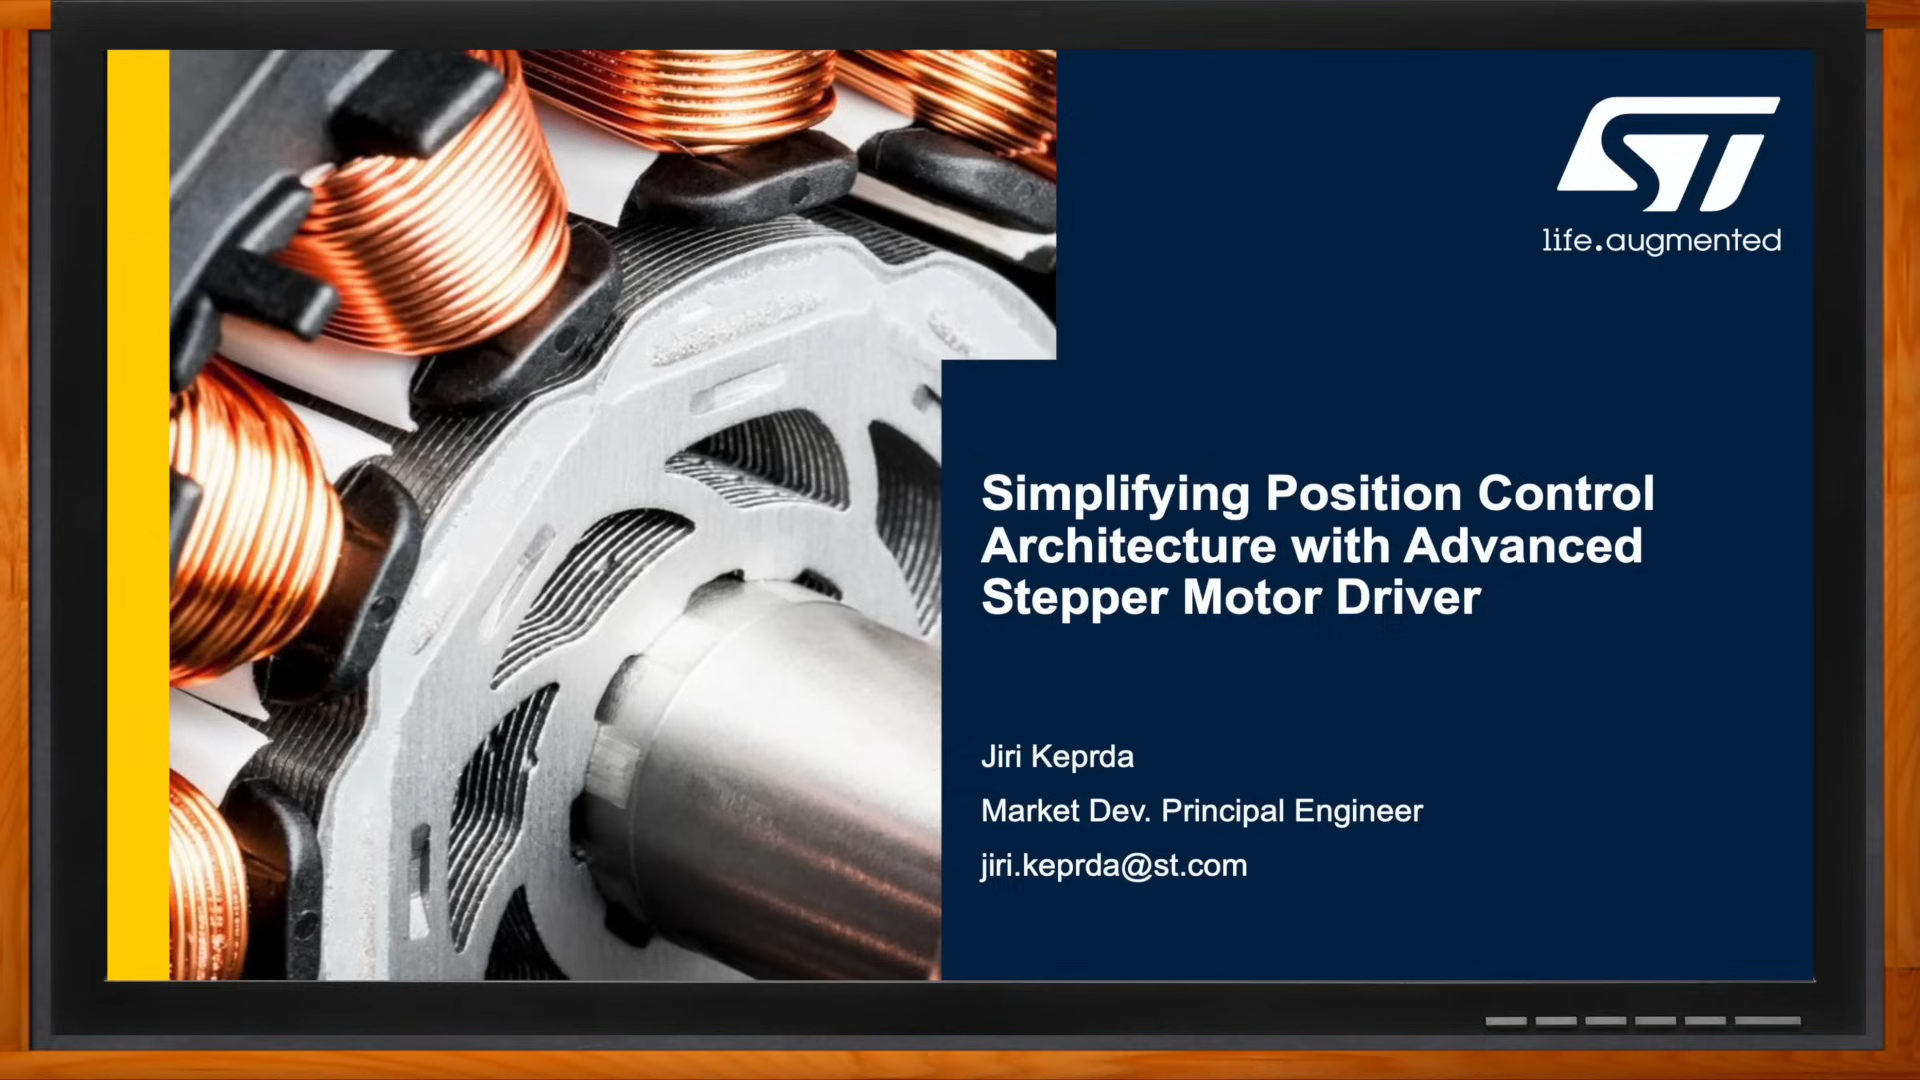 ST
life.augmented
Simplifying Position Control
Architecture with Advanced
Stepper Motor Driver
Jiri Keprda
Market Dev. Principal Engineer
jiri.keprda@st.com